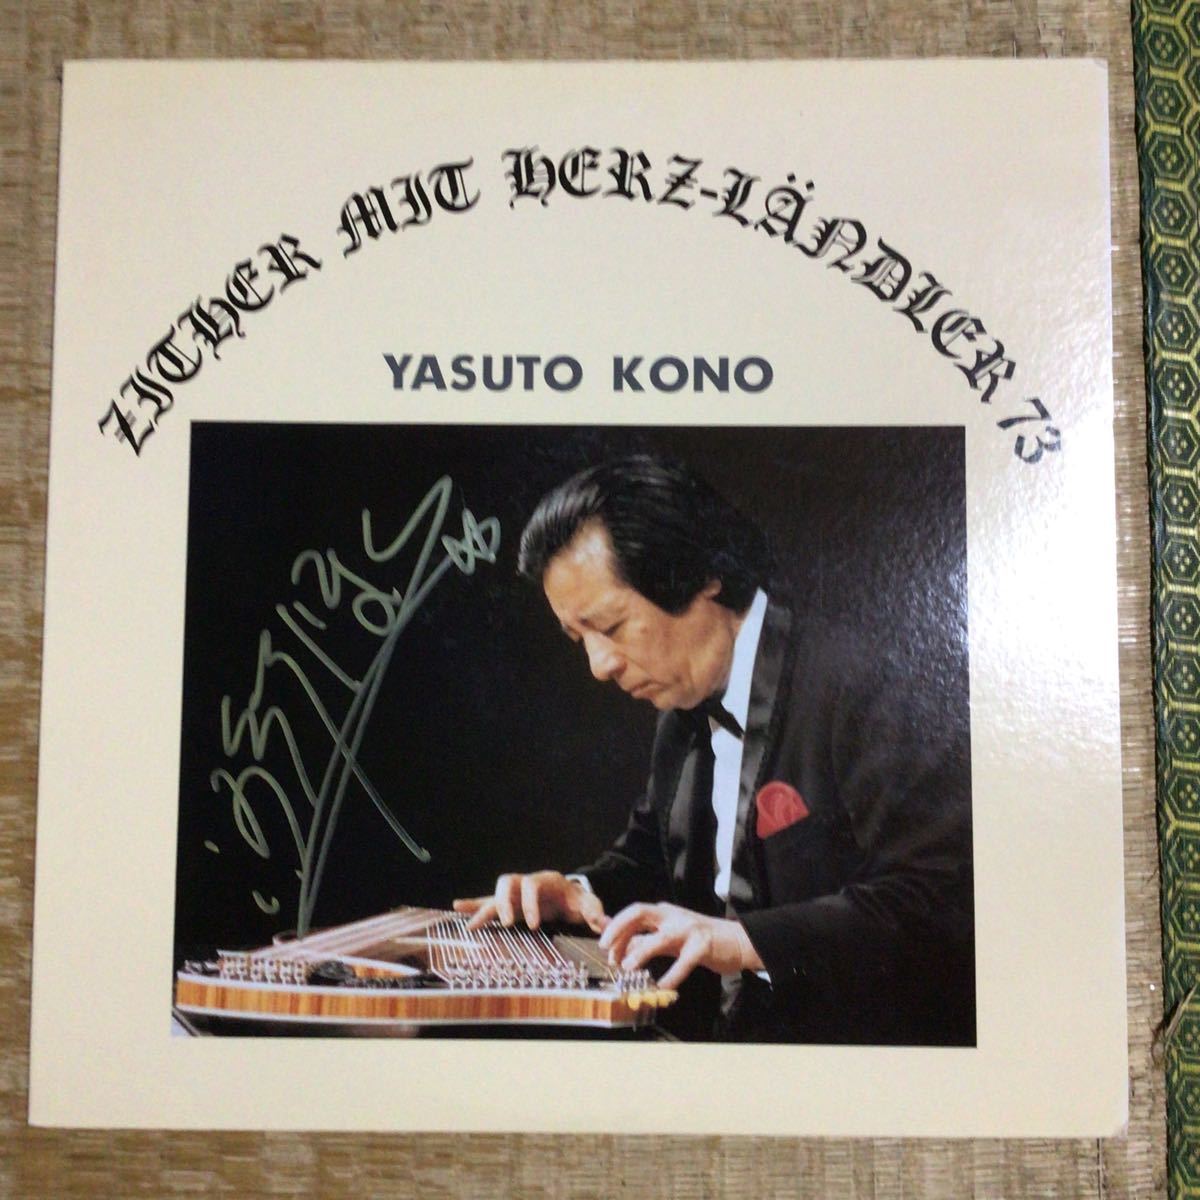 ZITHER MIT HERZ-LÄNDLER 73
YASUTO KONO